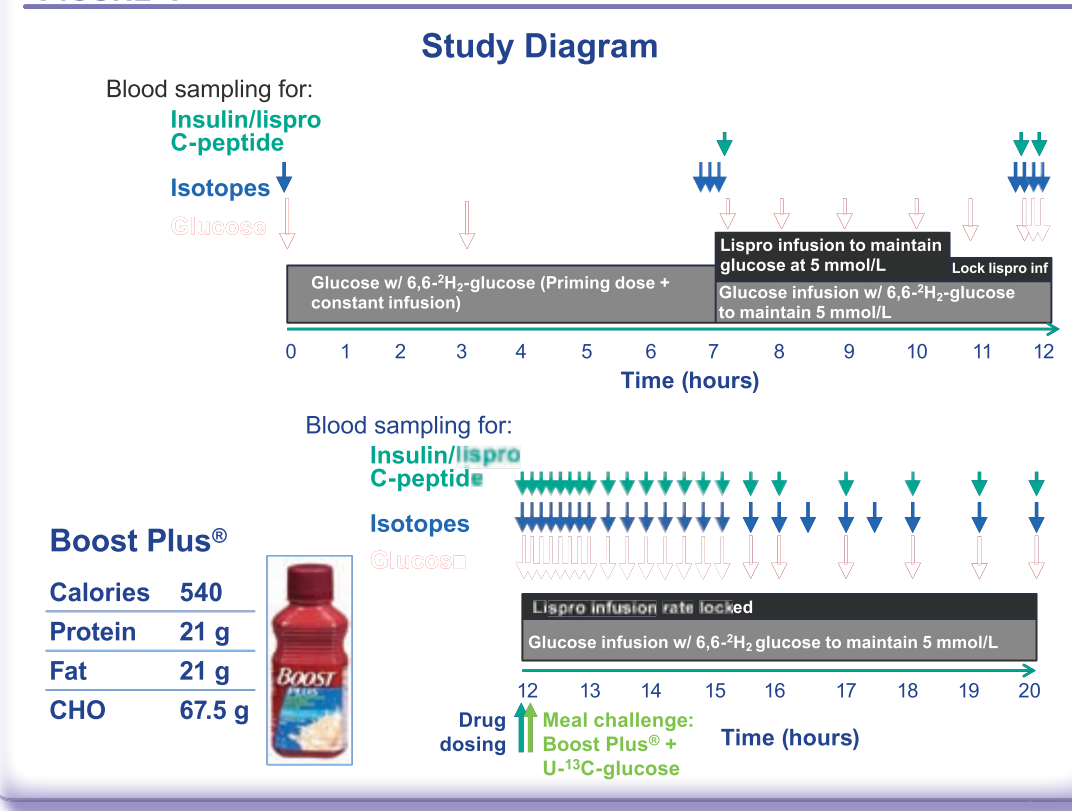 Study Diagram
Blood sampling for:
Insulin/lispro
C-peptide
Isotopes
Glucose
Lispro infusion to maintain
glucose at 5 mmol/L
Lock lispro inf
Glucose w/ 6,6-²H₂-glucose (Priming dose +
constant infusion)
Glucose infusion w/ 6,6-²H₂-glucose
to maintain 5 mmol/L
0 1 2 3 4 5 6 7 8 9 10 11 12
Time (hours)
Blood sampling for:
Insulin/lispro
C-peptide
Isotopes
Glucos
Boost Plus®
Calories 540
Protein 21 g
Fat 21 g
CHO 67.5 g
BOOST
PLUS
Lispro infusion rate locked
Glucose infusion w/ 6,6-²H₂ glucose to maintain 5 mmol/L
12 13 14 15 16 17 18 19 20
Drug
dosing
Meal challenge:
Boost Plus® +
U-¹³C-glucose
Time (hours)